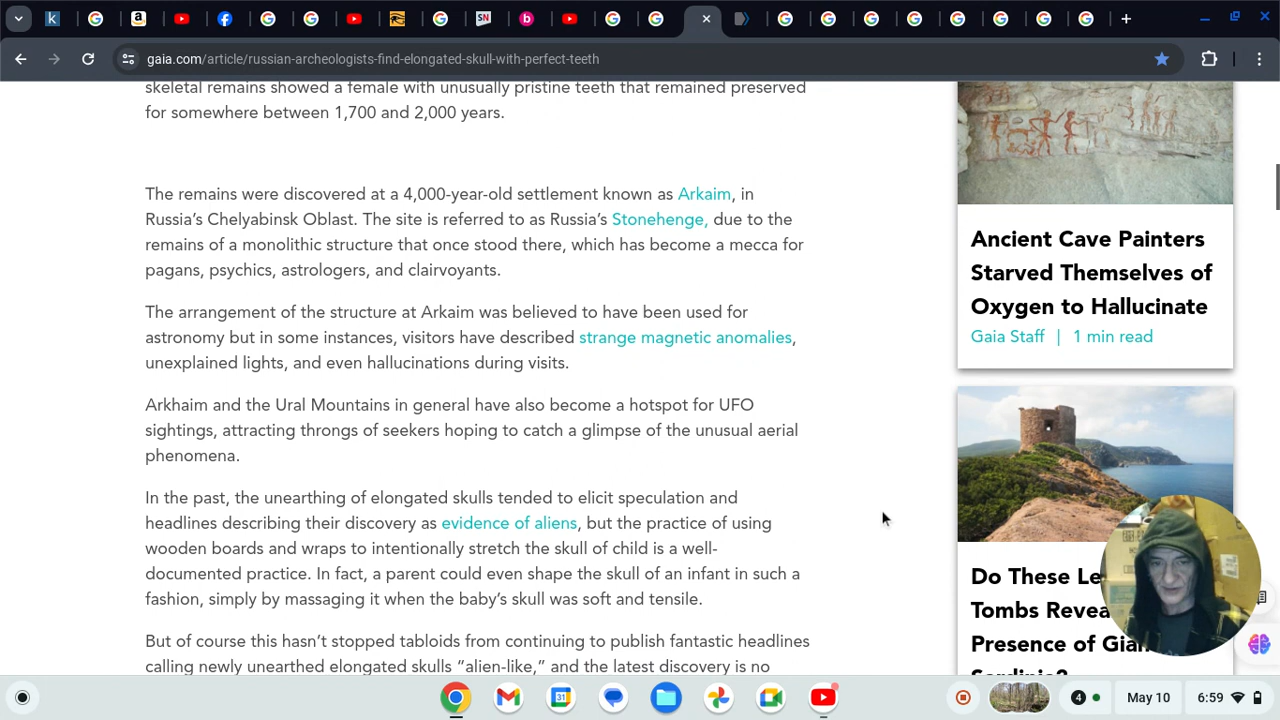 gaia.com/article/russian-archeologists-find-elongated-skull-with-perfect-teeth
skeletal remains showed a female with unusually pristine teeth that remained preserved
for somewhere between 1,700 and 2,000 years.
The remains were discovered at a 4,000-year-old settlement known as Arkaim, in
Russia's Chelyabinsk Oblast. The site is referred to as Russia's Stonehenge, due to the
remains of a monolithic structure that once stood there, which has become a mecca for
pagans, psychics, astrologers, and clairvoyants.
The arrangement of the structure at Arkaim was believed to have been used for
astronomy but in some instances, visitors have described strange magnetic anomalies,
unexplained lights, and even hallucinations during visits.
Arkhaim and the Ural Mountains in general have also become a hotspot for UFO
sightings, attracting throngs of seekers hoping to catch a glimpse of the unusual aerial
phenomena.
In the past, the unearthing of elongated skulls tended to elicit speculation and
headlines describing their discovery as evidence of aliens, but the practice of using
wooden boards and wraps to intentionally stretch the skull of child is a well-
documented practice. In fact, a parent could even shape the skull of an infant in such a
fashion, simply by massaging it when the baby's skull was soft and tensile.
But of course this hasn't stopped tabloids from continuing to publish fantastic headlines
calling newly unearthed elongated skulls "alien-like," and the latest discovery is no
Ancient Cave Painters
Starved Themselves of
Oxygen to Hallucinate
Gaia Staff | 1 min read
Do These Le
Tombs Revea
Presence of Gian
Sardinia?
31
4
May 10
6:59